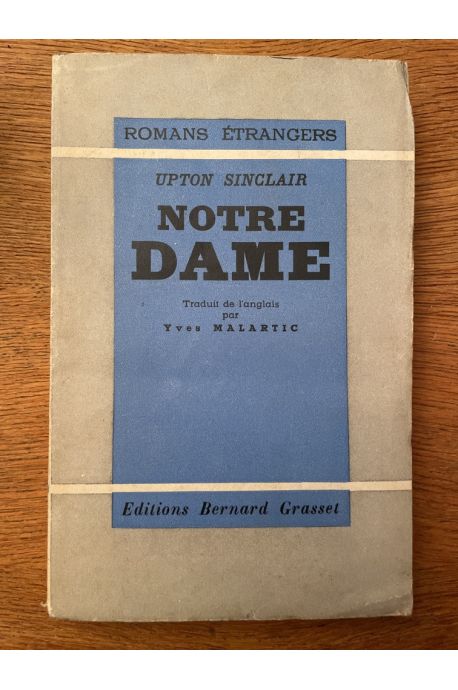 ROMANS ÉTRANGERS
UPTON SINCLAIR
NOTRE
DAME
Traduit de l'anglais
par
Yves MALARTIC
Editions Bernard Grasset